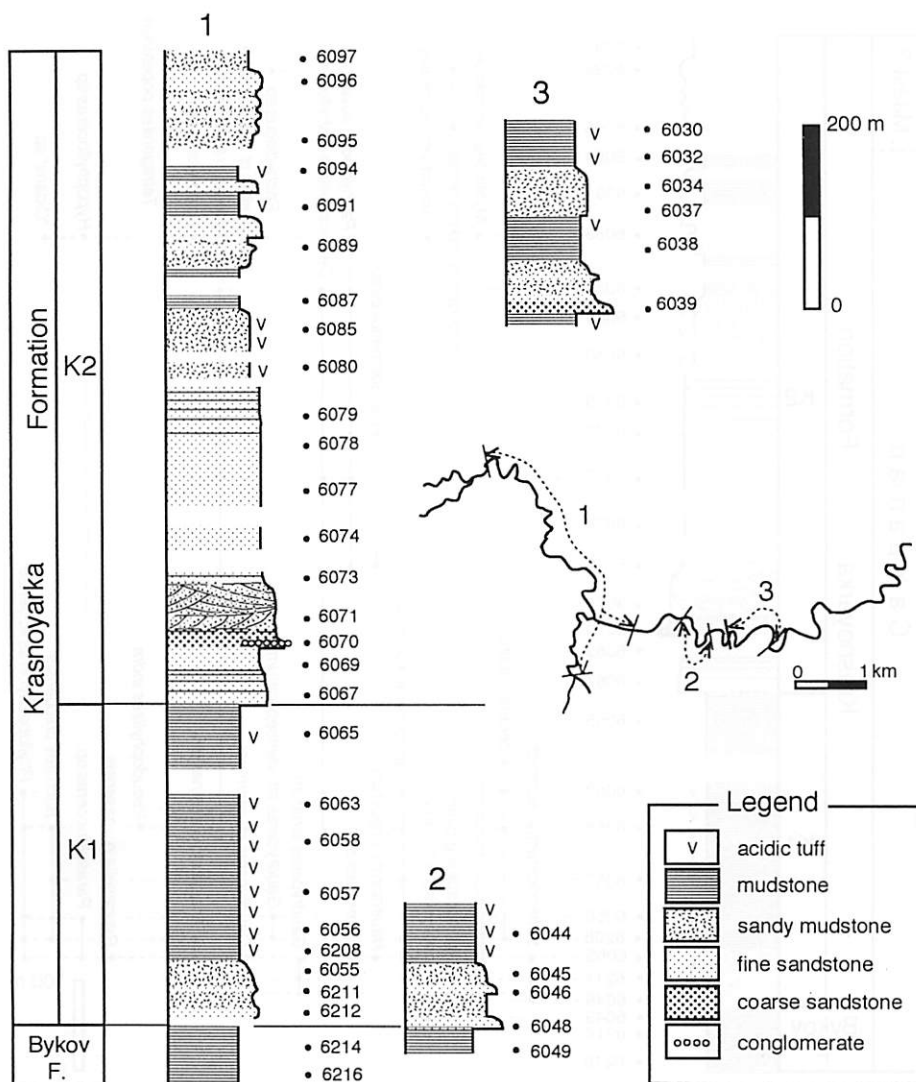 1
Formation
Krasnoyarka
K2
K1
Bykov
F.
6097
6096
6095
v 6094
v 6091
6089
6087
v 6085
v
v 6080
6079
6078
6077
6074
6073
6071
6070
6069
6067
v 6065
v 6063
v
v 6058
v
v 6057
v
v 6056
v 6208
6055
6211
6212
6214
6216
2
v
v 6044
v
6045
6046
6048
6049
3
v 6030
v 6032
6034
6037
v
6038
6039
v
200 m
0
1
2
3
0 1 km
Legend
v acidic tuff
mudstone
sandy mudstone
fine sandstone
coarse sandstone
conglomerate